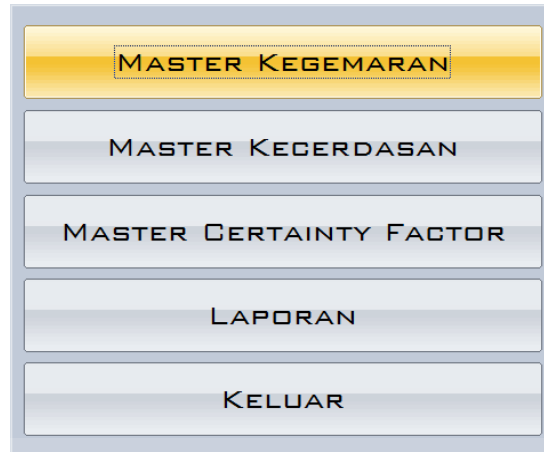 Master Kegemaran
Master Kecerdasan
Master Certainty Factor
Laporan
Keluar